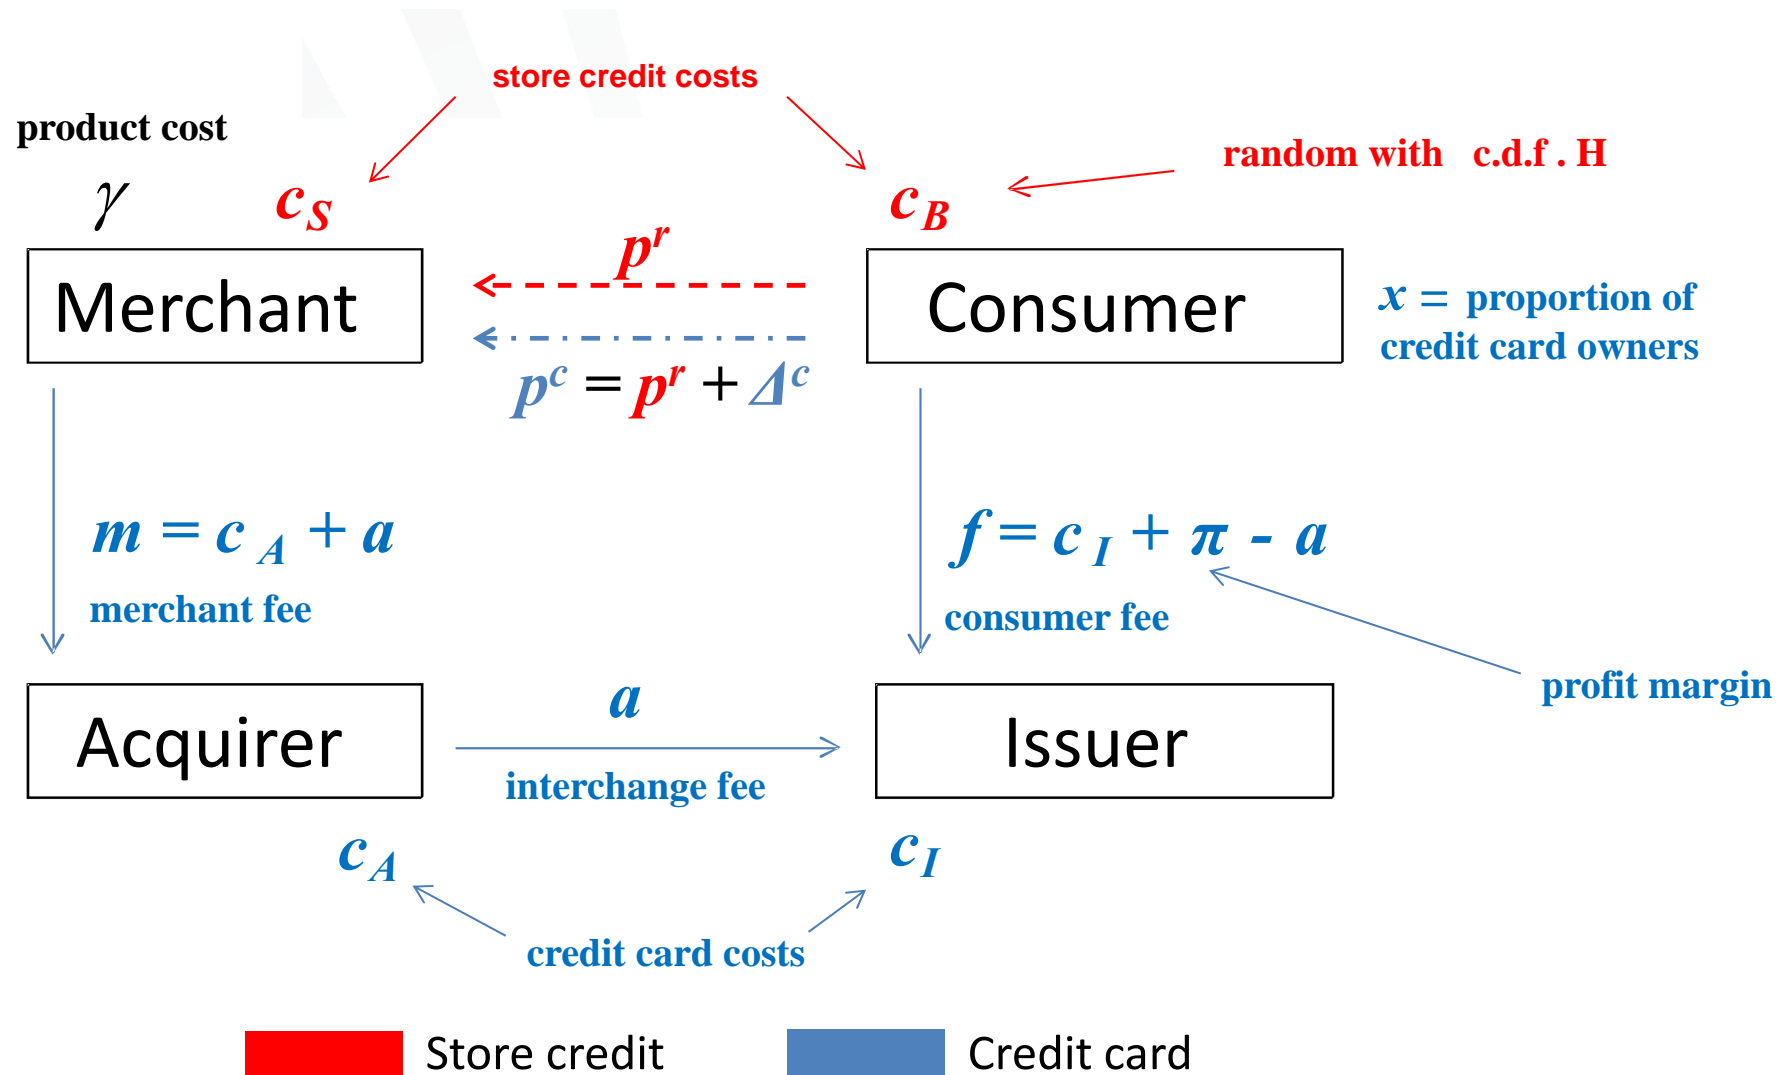 store credit costs
product cost
random with c.d.f . H
γ
c_S
c_B
p^r
Merchant
Consumer
x = proportion of
credit card owners
p^c = p^r + Δ^c
m = c_A + a
f = c_I + π - a
merchant fee
consumer fee
profit margin
a
Acquirer
Issuer
interchange fee
c_A
c_I
credit card costs
Store credit
Credit card